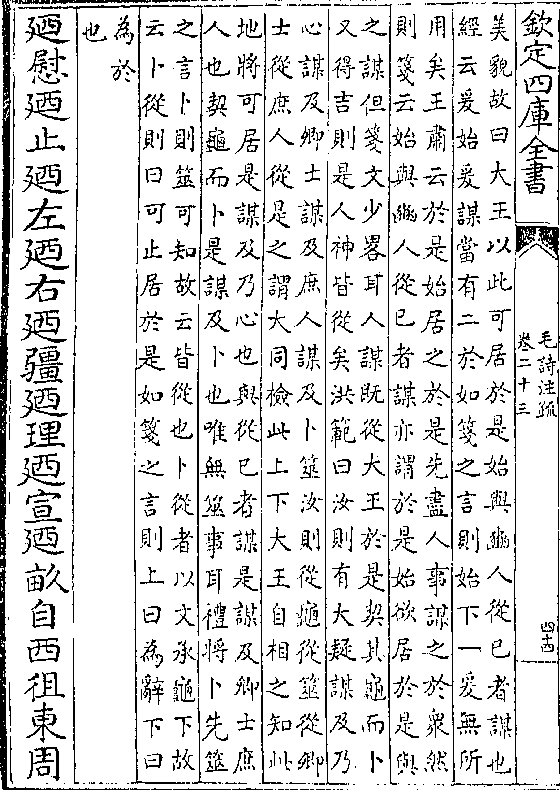 欽定四庫全書
毛詩注疏
卷二十三
四十四
美貌故曰大王以此可居於是始與豳人從已者謀也
經云爰始爰謀當有二於如箋之言則始下一爰無所
用矣王肅云於是始居之於是先盡人事謀之於衆然
則箋云始與豳人從已者謀亦謂於是始欲居於是與
之謀但箋文少畧耳人謀既從大王於是契其龜而卜
又得吉則是人神皆從矣洪範曰汝則有大疑謀及乃
心謀及卿士謀及庶人謀及卜筮汝則從龜從筮從卿
士從庶人從是之謂大同檢此上下大王自相之知此
地將可居是謀及乃心也與從已者謀是謀及卿士庶
人也契龜而卜是謀及卜也唯無筮事耳禮將卜先筮
之言卜則筮可知故云皆從也卜從者以文承龜下故
云卜從則曰可止居於是如箋之言則上曰為辭下曰
為於
也
廼慰廼止廼左廼右廼疆廼理廼宣廼畝自西徂東周